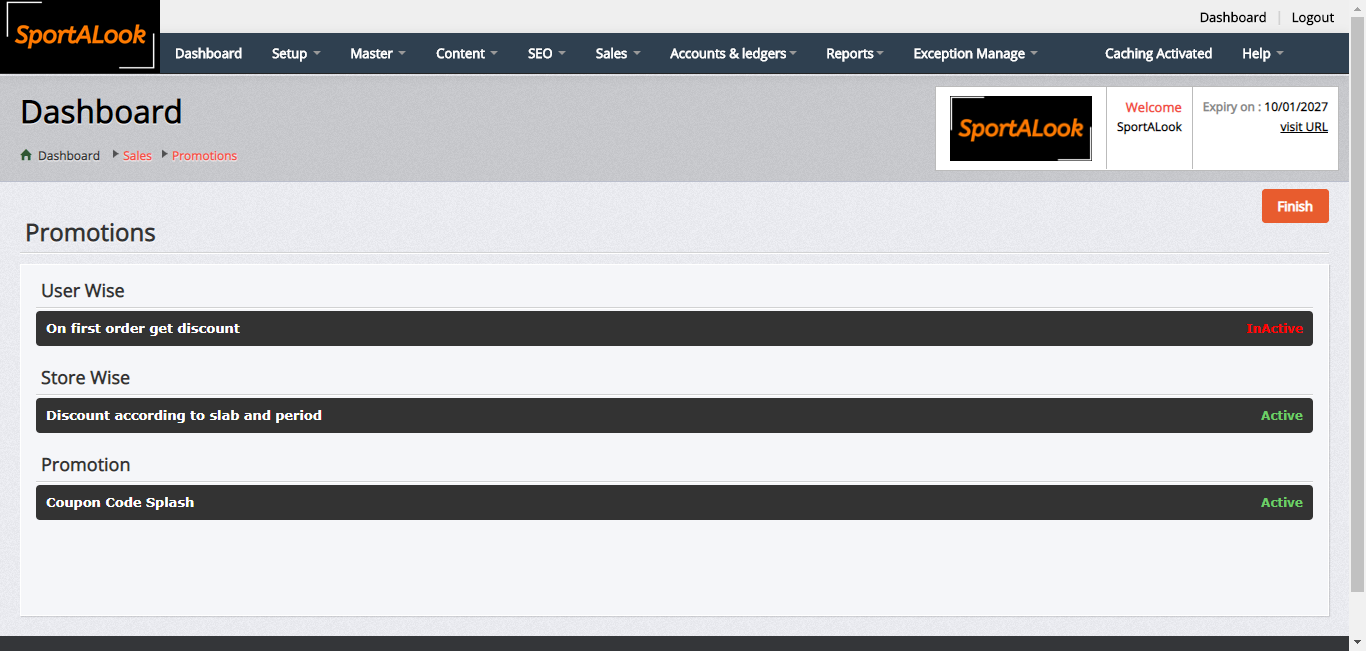 Dashboard Logout
SportALook
Dashboard Setup Master Content SEO Sales Accounts & ledgers Reports Exception Manage Caching Activated Help
Dashboard
Dashboard Sales Promotions
SportALook
Welcome
SportALook
Expiry on : 10/01/2027
visit URL
Finish
Promotions
User Wise
On first order get discount InActive
Store Wise
Discount according to slab and period Active
Promotion
Coupon Code Splash Active